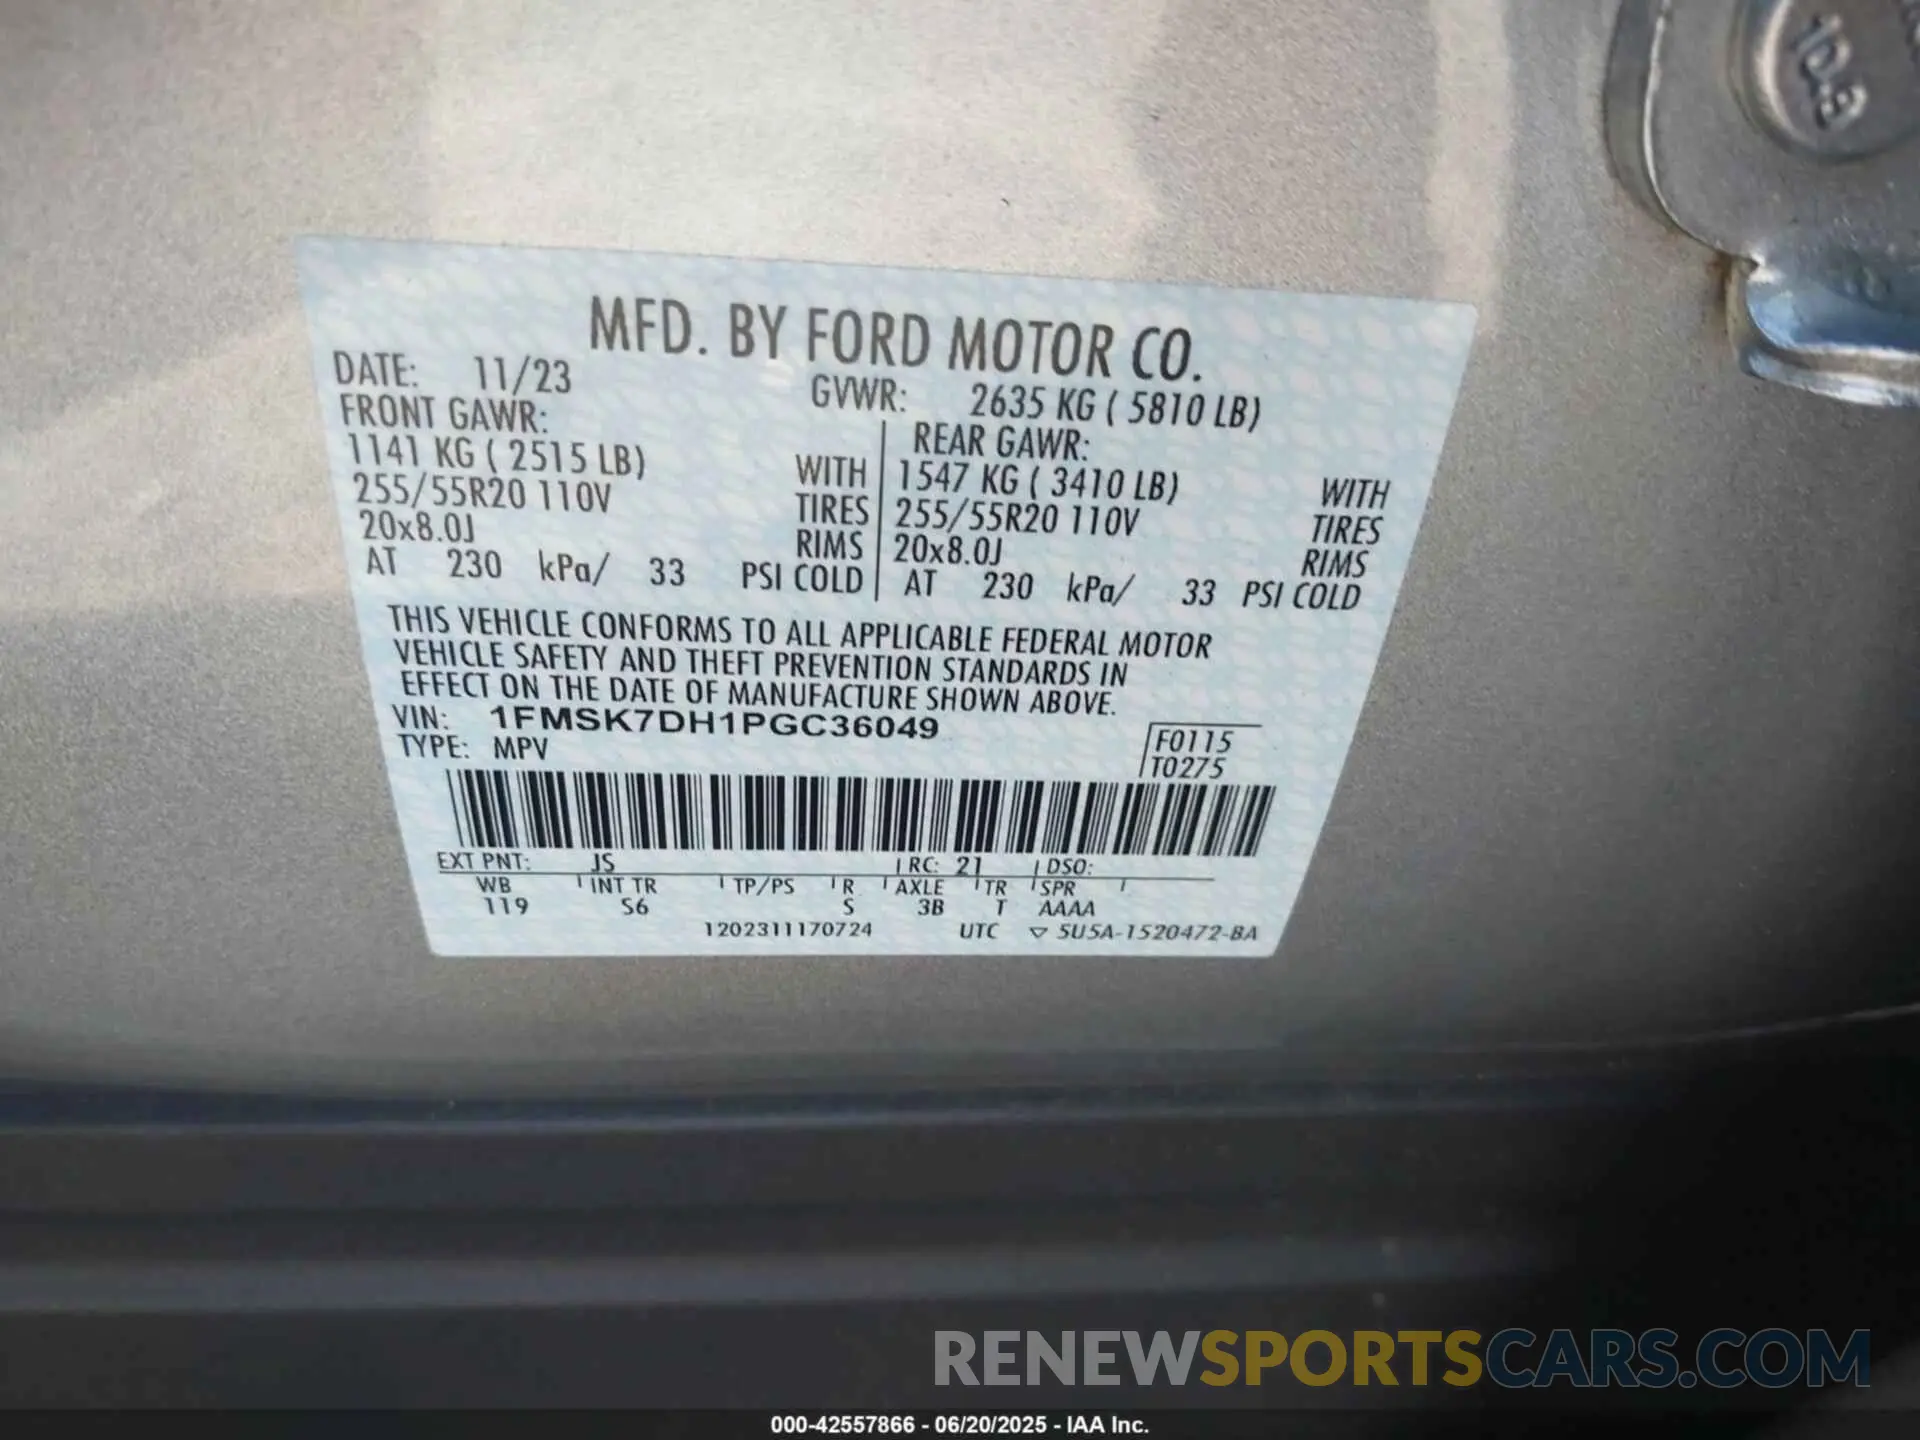 10.9
MFD. BY FORD MOTOR CO.
DATE: 11/23 GVWR: 2635 KG ( 5810 LB)
FRONT GAWR: REAR GAWR:
1141 KG ( 2515 LB) WITH 1547 KG ( 3410 LB) WITH
255/55R20 110V TIRES 255/55R20 110V TIRES
20x8.0J RIMS 20x8.0J RIMS
AT 230 kPa/ 33 PSI COLD AT 230 kPa/ 33 PSI COLD
THIS VEHICLE CONFORMS TO ALL APPLICABLE FEDERAL MOTOR
VEHICLE SAFETY AND THEFT PREVENTION STANDARDS IN
EFFECT ON THE DATE OF MANUFACTURE SHOWN ABOVE.
VIN: 1FMSK7DH1PGC36049
TYPE: MPV
F0115
T0275
EXT PNT: JS RC: 21 DSO:
WB INT TR TP/PS R AXLE TR SPR
119 S6 S 3B T AAAA
1202311170724 UTC ▽ 5U5A-1520472-BA
RENEWSPORTSCARS.COM
000-42557866 - 06/20/2025 - IAA Inc.